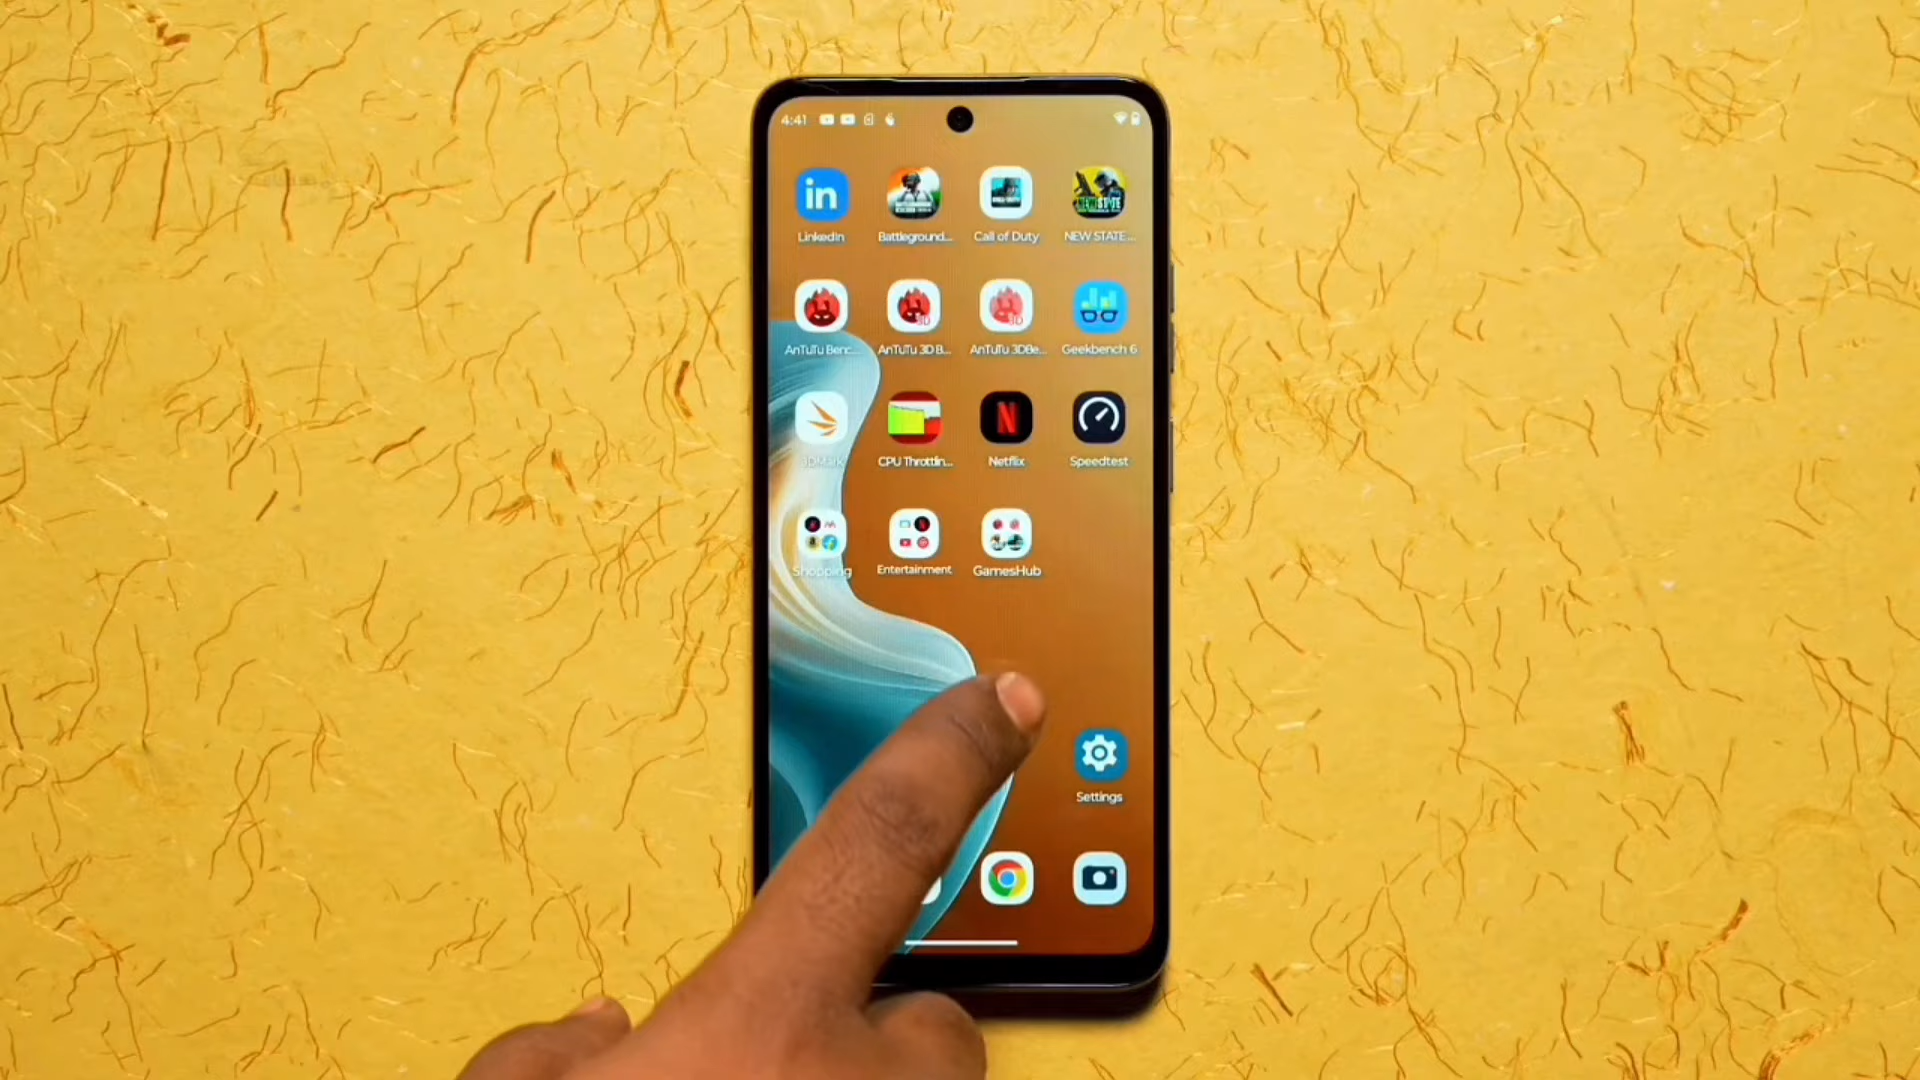 4:41
in
LinkedIn Battleground... Call of Duty NEW STATE...
AnTuTu Benc... AnTuTu 3D B... AnTuTu 3DBe... Geekbench 6
3DMark CPU Throttlin... Netflix Speedtest
Shopping Entertainment GamesHub
Settings